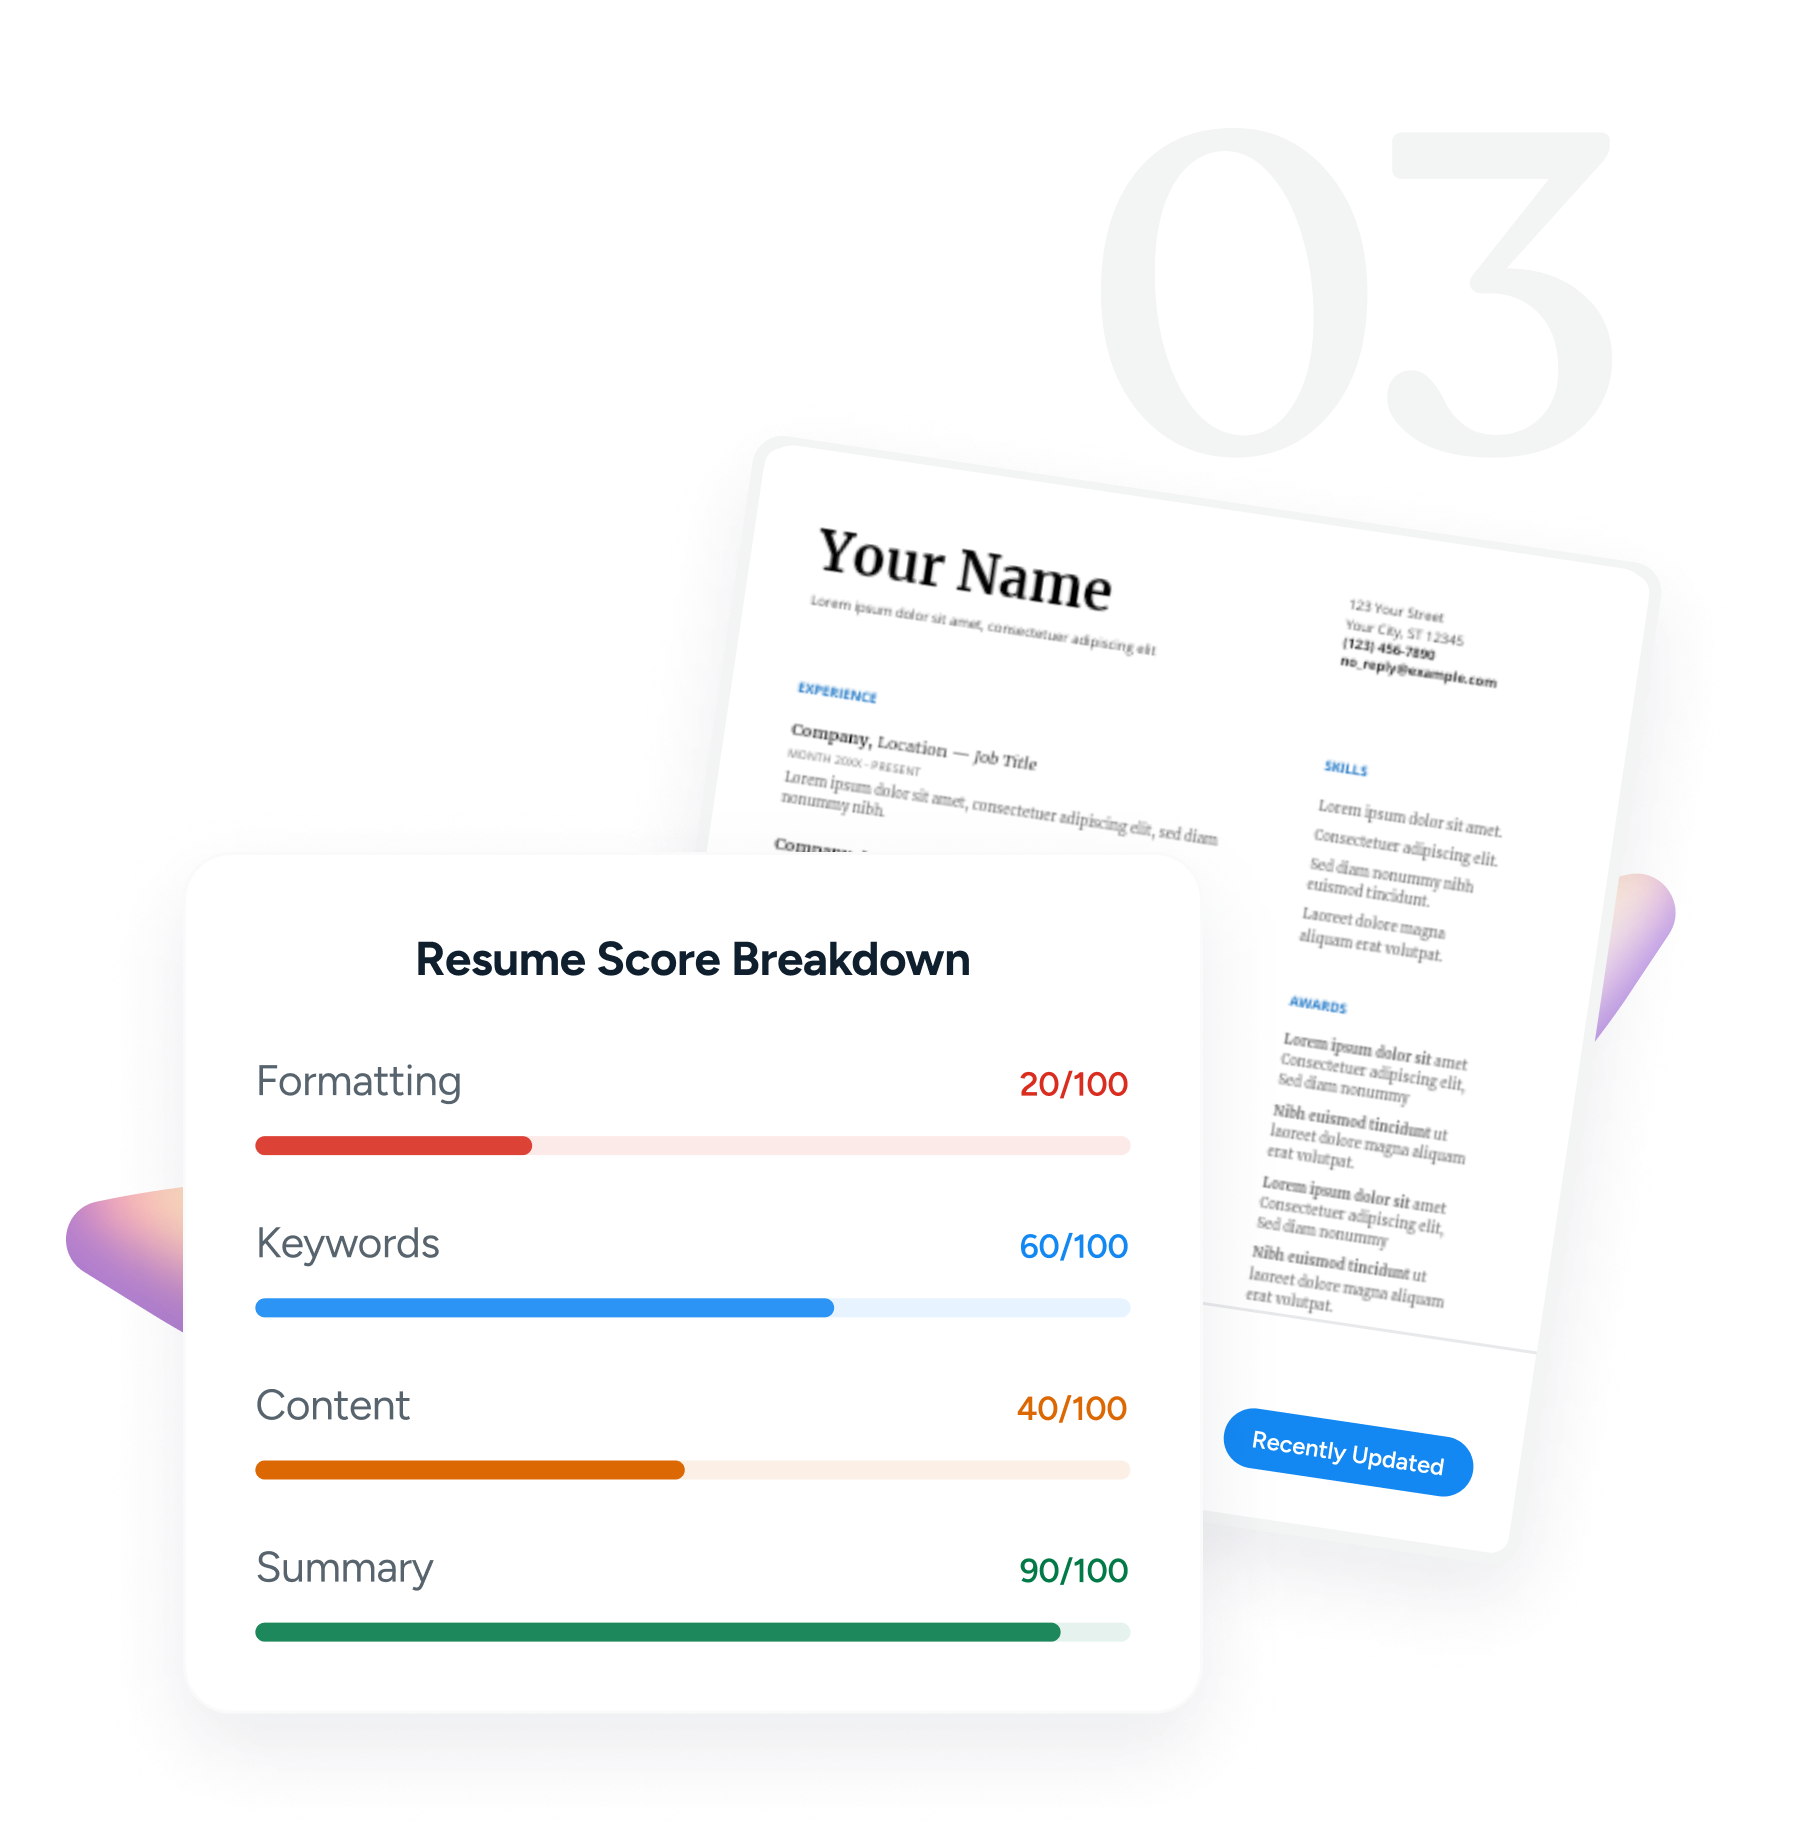 03
Your Name
Lorem ipsum dolor sit amet, consectetuer adipiscing elit
123 Your Street
Your City, ST 12345
(123) 456-7890
no_reply@example.com
EXPERIENCE
Company, Location — Job Title
MONTH 20XX - PRESENT
Lorem ipsum dolor sit amet, consectetuer adipiscing elit, sed diam
nonummy nibh.
Company,
SKILLS
Lorem ipsum dolor sit amet.
Consectetuer adipiscing elit.
Sed diam nonummy nibh
euismod tincidunt.
Laoreet dolore magna
aliquam erat volutpat.
AWARDS
Lorem ipsum dolor sit amet
Consectetuer adipiscing elit,
Sed diam nonummy
Nibh euismod tincidunt ut
laoreet dolore magna aliquam
erat volutpat.
Lorem ipsum dolor sit amet
Consectetuer adipiscing elit,
Sed diam nonummy
Nibh euismod tincidunt ut
laoreet dolore magna aliquam
erat volutpat.
Recently Updated
Resume Score Breakdown
Formatting 20/100
Keywords 60/100
Content 40/100
Summary 90/100